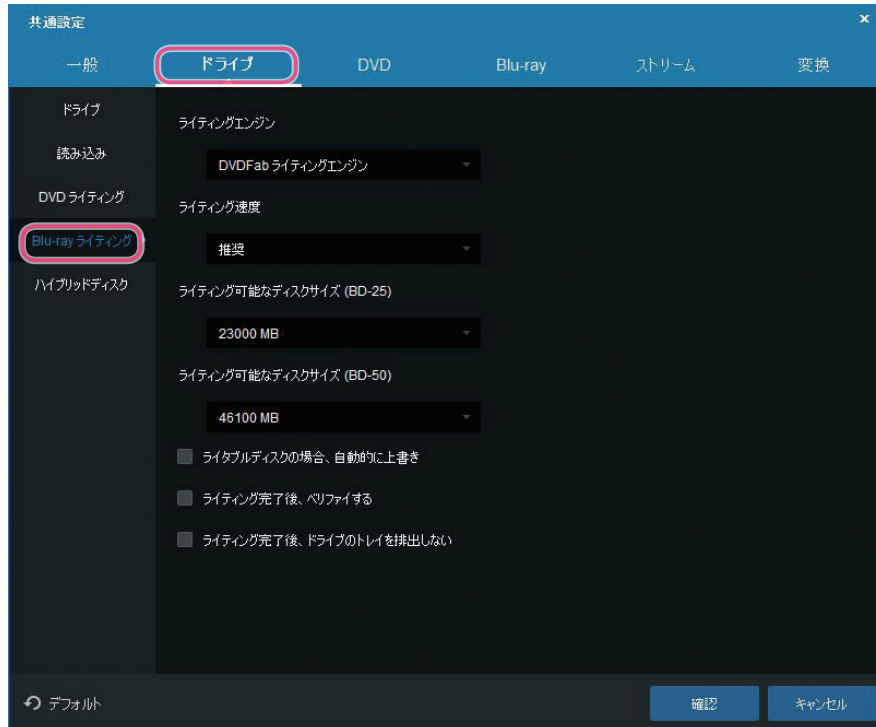 共通設定
×
一般
ドライブ
DVD
Blu-ray
ストリーム
変換
ドライブ
読み込み
DVD ライティング
Blu-ray ライティング
ハイブリッドディスク
ライティングエンジン
DVDFab ライティングエンジン
ライティング速度
推奨
ライティング可能なディスクサイズ (BD-25)
23000 MB
ライティング可能なディスクサイズ (BD-50)
46100 MB
ライタブルディスクの場合、自動的に上書き
ライティング完了後、ベリファイする
ライティング完了後、ドライブのトレイを排出しない
デフォルト
確認
キャンセル